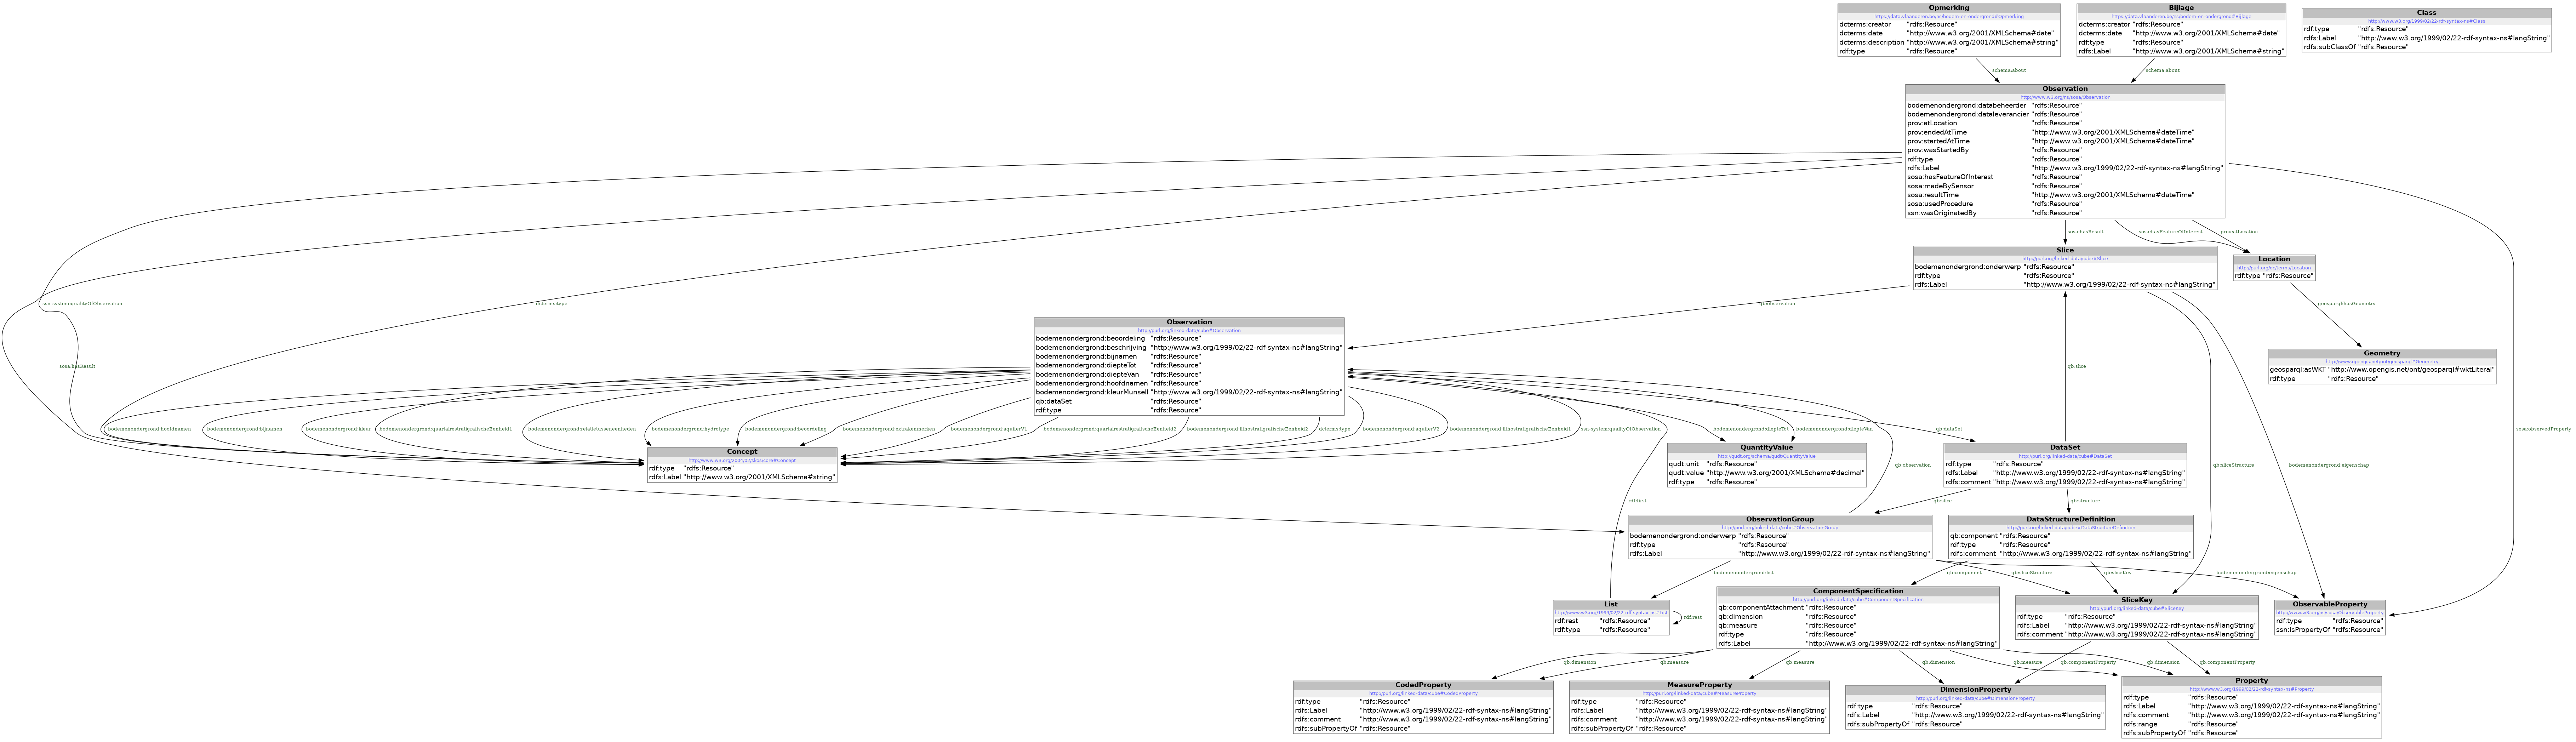 Opmerking
https://data.vlaanderen.be/ns/bodem-en-ondergrond#Opmerking
dcterms:creator "rdfs:Resource"
dcterms:date "http://www.w3.org/2001/XMLSchema#date"
dcterms:description "http://www.w3.org/2001/XMLSchema#string"
rdf:type "rdfs:Resource"
Bijlage
https://data.vlaanderen.be/ns/bodem-en-ondergrond#Bijlage
dcterms:creator "rdfs:Resource"
dcterms:date "http://www.w3.org/2001/XMLSchema#date"
rdf:type "rdfs:Resource"
rdfs:Label "http://www.w3.org/2001/XMLSchema#string"
Class
http://www.w3.org/1999/02/22-rdf-syntax-ns#Class
rdf:type "rdfs:Resource"
rdfs:Label "http://www.w3.org/1999/02/22-rdf-syntax-ns#langString"
rdfs:subClassOf "rdfs:Resource"
schema:about
schema:about
Observation
http://www.w3.org/ns/sosa/Observation
bodemenondergrond:databeheerder "rdfs:Resource"
bodemenondergrond:dataleverancier "rdfs:Resource"
prov:atLocation "rdfs:Resource"
prov:endedAtTime "http://www.w3.org/2001/XMLSchema#dateTime"
prov:startedAtTime "http://www.w3.org/2001/XMLSchema#dateTime"
prov:wasStartedBy "rdfs:Resource"
rdf:type "rdfs:Resource"
rdfs:Label "http://www.w3.org/1999/02/22-rdf-syntax-ns#langString"
sosa:hasFeatureOfInterest "rdfs:Resource"
sosa:madeBySensor "rdfs:Resource"
sosa:resultTime "http://www.w3.org/2001/XMLSchema#dateTime"
sosa:usedProcedure "rdfs:Resource"
ssn:wasOriginatedBy "rdfs:Resource"
sosa:hasResult
sosa:hasFeatureOfInterest
prov:atLocation
Slice
http://purl.org/linked-data/cube#Slice
bodemenondergrond:onderwerp "rdfs:Resource"
rdf:type "rdfs:Resource"
rdfs:Label "http://www.w3.org/1999/02/22-rdf-syntax-ns#langString"
Location
http://purl.org/dc/terms/Location
rdf:type "rdfs:Resource"
ssn-system:qualityOfObservation
dcterms:type
qb:observation
geosparql:hasGeometry
Observation
http://purl.org/linked-data/cube#Observation
bodemenondergrond:beoordeling "rdfs:Resource"
bodemenondergrond:beschrijving "http://www.w3.org/1999/02/22-rdf-syntax-ns#langString"
bodemenondergrond:bijnamen "rdfs:Resource"
bodemenondergrond:diepteTot "rdfs:Resource"
bodemenondergrond:diepteVan "rdfs:Resource"
bodemenondergrond:hoofdnamen "rdfs:Resource"
bodemenondergrond:kleurMunsell "http://www.w3.org/1999/02/22-rdf-syntax-ns#langString"
qb:dataSet "rdfs:Resource"
rdf:type "rdfs:Resource"
Geometry
http://www.opengis.net/ont/geosparql#Geometry
geosparql:asWKT "http://www.opengis.net/ont/geosparql#wktLiteral"
rdf:type "rdfs:Resource"
sosa:hasResult
qb:slice
bodemenondergrond:hoofdnamen
bodemenondergrond:bijnamen
bodemenondergrond:kleur
bodemenondergrond:quartairestratigrafischeEenheid1
bodemenondergrond:relatietussеneenheden
bodemenondergrond:hydrotype
bodemenondergrond:beoordeling
bodemenondergrond:extrakenmerken
bodemenondergrond:aquiferV1
bodemenondergrond:quartairestratigrafischeEenheid2
bodemenondergrond:lithostratigrafischeEenheid2
dcterms:type
bodemenondergrond:aquiferV2
bodemenondergrond:lithostratigrafischeEenheid1
ssn-system:qualityOfObservation
bodemenondergrond:diepteTot
bodemenondergrond:diepteVan
qb:dataSet
sosa:observedProperty
Concept
http://www.w3.org/2004/02/skos/core#Concept
rdf:type "rdfs:Resource"
rdfs:Label "http://www.w3.org/2001/XMLSchema#string"
QuantityValue
http://qudt.org/schema/qudt/QuantityValue
qudt:unit "rdfs:Resource"
qudt:value "http://www.w3.org/2001/XMLSchema#decimal"
rdf:type "rdfs:Resource"
qb:observation
DataSet
http://purl.org/linked-data/cube#DataSet
rdf:type "rdfs:Resource"
rdfs:Label "http://www.w3.org/1999/02/22-rdf-syntax-ns#langString"
rdfs:comment "http://www.w3.org/1999/02/22-rdf-syntax-ns#langString"
qb:sliceStructure
bodemenondergrond:eigenschap
rdf:first
qb:slice
qb:structure
ObservationGroup
http://purl.org/linked-data/cube#ObservationGroup
bodemenondergrond:onderwerp "rdfs:Resource"
rdf:type "rdfs:Resource"
rdfs:Label "http://www.w3.org/1999/02/22-rdf-syntax-ns#langString"
DataStructureDefinition
http://purl.org/linked-data/cube#DataStructureDefinition
qb:component "rdfs:Resource"
rdf:type "rdfs:Resource"
rdfs:comment "http://www.w3.org/1999/02/22-rdf-syntax-ns#langString"
bodemenondergrond:list
qb:component
qb:sliceStructure
qb:sliceKey
bodemenondergrond:eigenschap
List
http://www.w3.org/1999/02/22-rdf-syntax-ns#List
rdf:rest "rdfs:Resource"
rdf:type "rdfs:Resource"
rdf:rest
ComponentSpecification
http://purl.org/linked-data/cube#ComponentSpecification
qb:componentAttachment "rdfs:Resource"
qb:dimension "rdfs:Resource"
qb:measure "rdfs:Resource"
rdf:type "rdfs:Resource"
rdfs:Label "http://www.w3.org/1999/02/22-rdf-syntax-ns#langString"
SliceKey
http://purl.org/linked-data/cube#SliceKey
rdf:type "rdfs:Resource"
rdfs:Label "http://www.w3.org/1999/02/22-rdf-syntax-ns#langString"
rdfs:comment "http://www.w3.org/1999/02/22-rdf-syntax-ns#langString"
ObservableProperty
http://www.w3.org/ns/sosa/ObservableProperty
rdf:type "rdfs:Resource"
ssn:isPropertyOf "rdfs:Resource"
qb:dimension
qb:measure
qb:measure
qb:dimension
qb:measure
qb:dimension
qb:componentProperty
qb:componentProperty
CodedProperty
http://purl.org/linked-data/cube#CodedProperty
rdf:type "rdfs:Resource"
rdfs:Label "http://www.w3.org/1999/02/22-rdf-syntax-ns#langString"
rdfs:comment "http://www.w3.org/1999/02/22-rdf-syntax-ns#langString"
rdfs:subPropertyOf "rdfs:Resource"
MeasureProperty
http://purl.org/linked-data/cube#MeasureProperty
rdf:type "rdfs:Resource"
rdfs:Label "http://www.w3.org/1999/02/22-rdf-syntax-ns#langString"
rdfs:comment "http://www.w3.org/1999/02/22-rdf-syntax-ns#langString"
rdfs:subPropertyOf "rdfs:Resource"
DimensionProperty
http://purl.org/linked-data/cube#DimensionProperty
rdf:type "rdfs:Resource"
rdfs:Label "http://www.w3.org/1999/02/22-rdf-syntax-ns#langString"
rdfs:subPropertyOf "rdfs:Resource"
Property
http://www.w3.org/1999/02/22-rdf-syntax-ns#Property
rdf:type "rdfs:Resource"
rdfs:Label "http://www.w3.org/1999/02/22-rdf-syntax-ns#langString"
rdfs:comment "http://www.w3.org/1999/02/22-rdf-syntax-ns#langString"
rdfs:range "rdfs:Resource"
rdfs:subPropertyOf "rdfs:Resource"